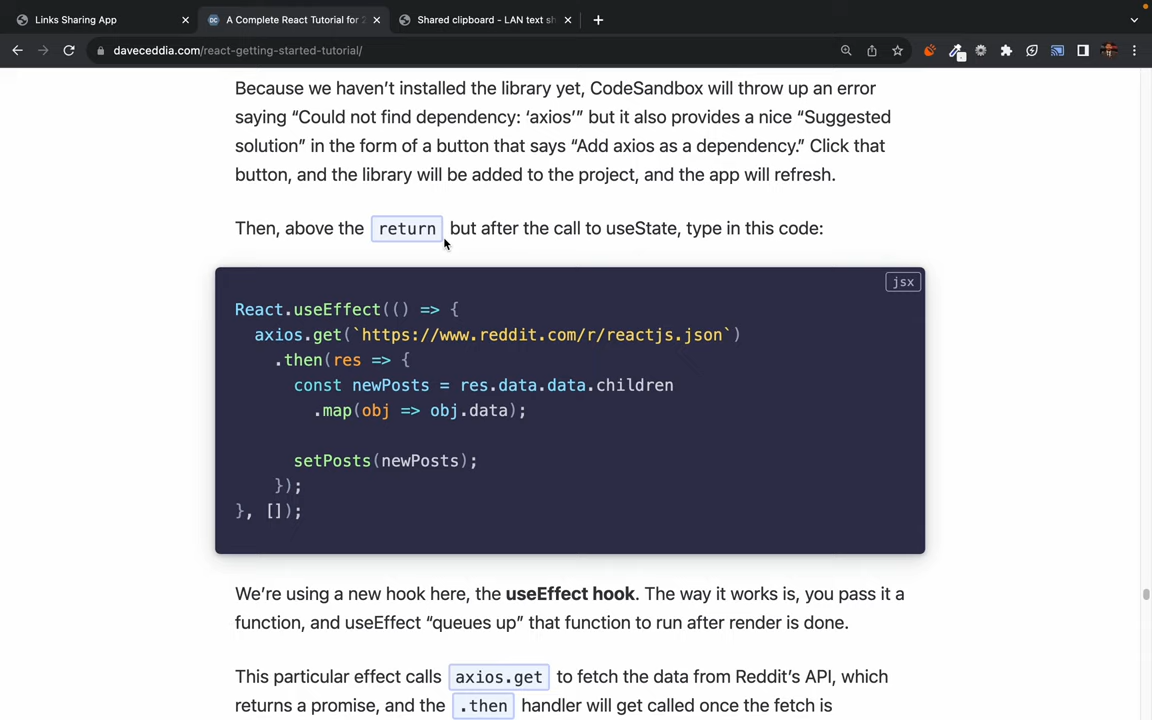 Links Sharing App
A Complete React Tutorial for 2
Shared clipboard - LAN text sh
daveceddia.com/react-getting-started-tutorial/
Because we haven’t installed the library yet, CodeSandbox will throw up an error
saying “Could not find dependency: ‘axios’” but it also provides a nice “Suggested
solution” in the form of a button that says “Add axios as a dependency.” Click that
button, and the library will be added to the project, and the app will refresh.
Then, above the return but after the call to useState, type in this code:
jsx
React.useEffect(() => {
axios.get(`https://www.reddit.com/r/reactjs.json`)
.then(res => {
const newPosts = res.data.data.children
.map(obj => obj.data);
setPosts(newPosts);
});
}, []);
We’re using a new hook here, the useEffect hook. The way it works is, you pass it a
function, and useEffect “queues up” that function to run after render is done.
This particular effect calls axios.get to fetch the data from Reddit’s API, which
returns a promise, and the .then handler will get called once the fetch is